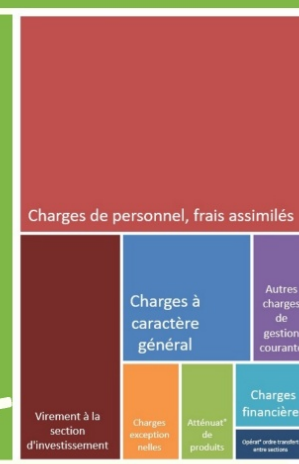 Charges de personnel, frais assimilés
Charges à
caractère
général
Autres
charges
de
gestion
courante
Virement à la
section
d'investissement
Charges
exception
nelles
Atténuat°
de
produits
Charges
financières
Opérat° ordre transfert
entre sections